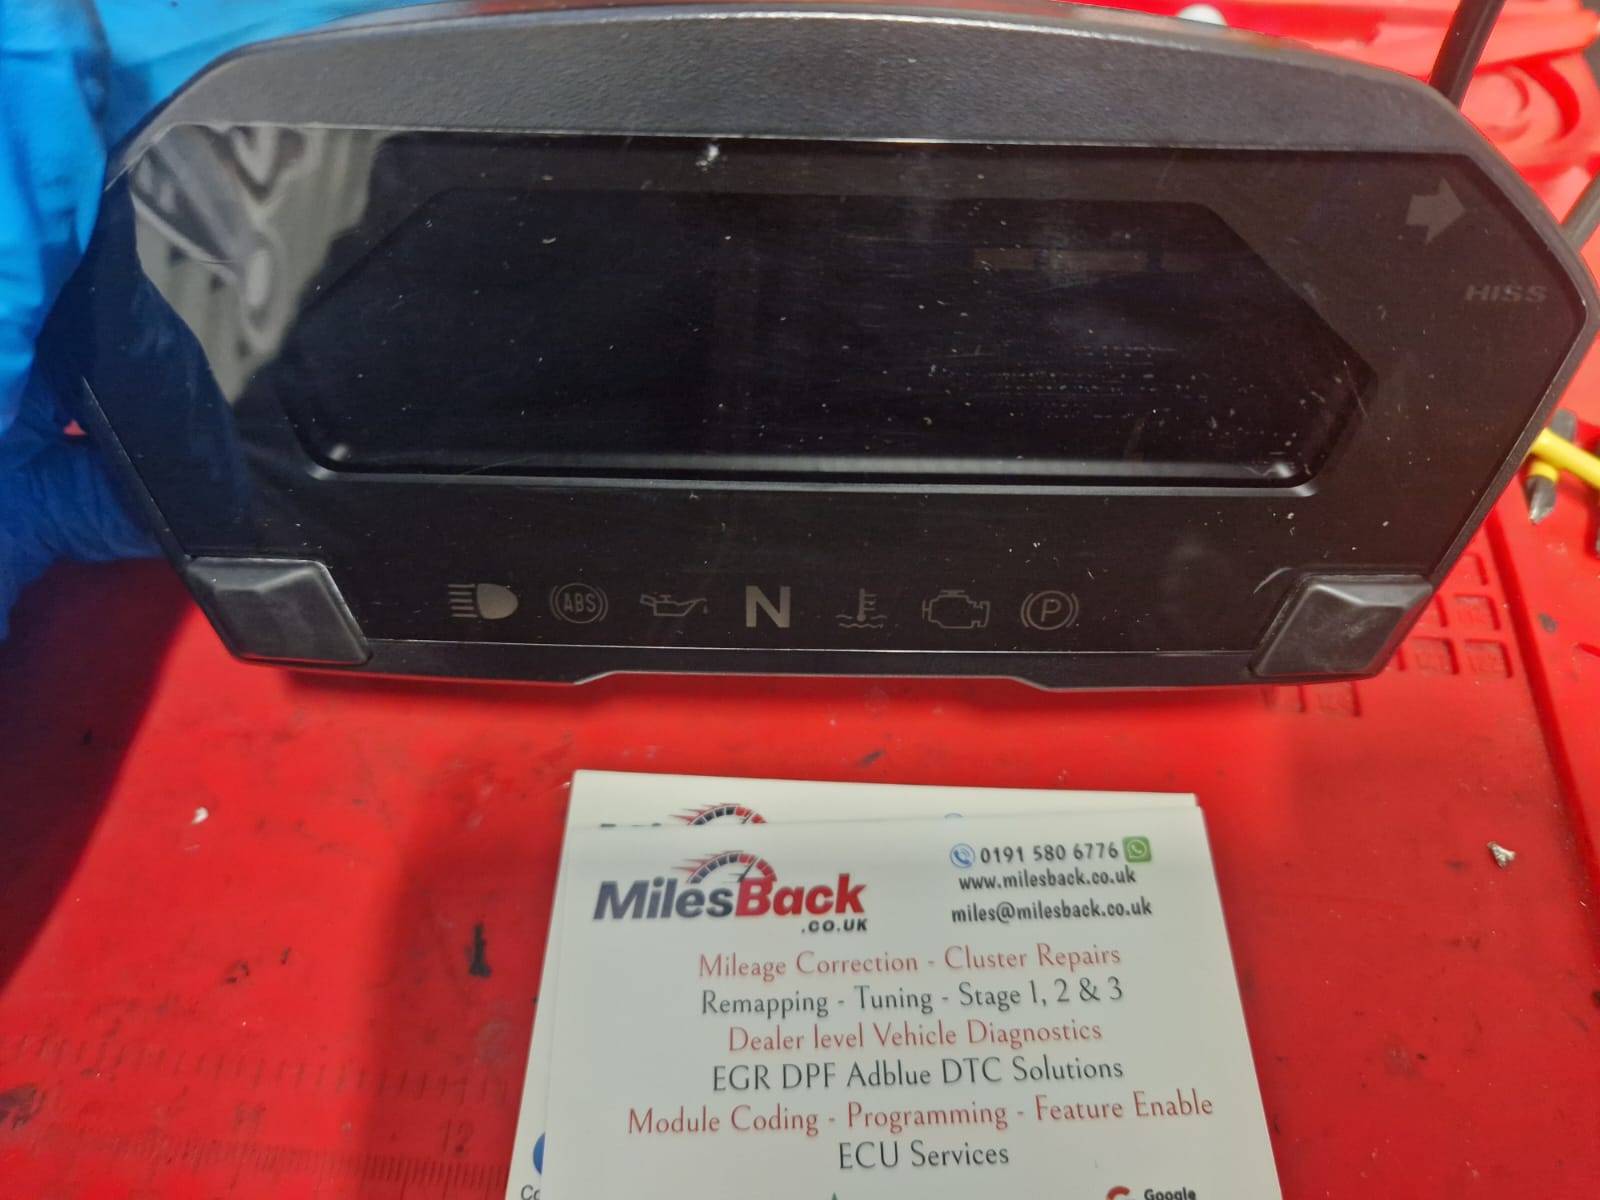 HISS
ABS
N
P
MilesBack
.CO.UK
0191 580 6776
www.milesback.co.uk
miles@milesback.co.uk
Mileage Correction - Cluster Repairs
Remapping - Tuning - Stage 1, 2 & 3
Dealer level Vehicle Diagnostics
EGR DPF Adblue DTC Solutions
Module Coding - Programming - Feature Enable
ECU Services
Google
12